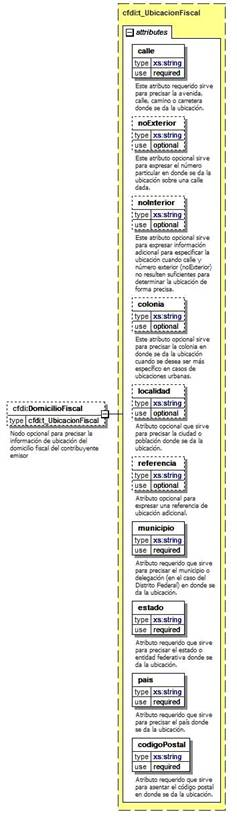 cfdi:t_UbicacionFiscal
attributes
calle
type xs:string
use required
Este atributo requerido sirve
para precisar la avenida,
calle, camino o carretera
donde se da la ubicación.
noExterior
type xs:string
use optional
Este atributo opcional sirve
para expresar el número
particular en donde se da la
ubicación sobre una calle
dada.
noInterior
type xs:string
use optional
Este atributo opcional sirve
para expresar información
adicional para especificar la
ubicación cuando calle y
número exterior (noExterior)
no resulten suficientes para
determinar la ubicación de
forma precisa.
colonia
type xs:string
use optional
Este atributo opcional sirve
para precisar la colonia en
donde se da la ubicación
cuando se desea ser más
específico en casos de
ubicaciones urbanas.
localidad
type xs:string
use optional
Atributo opcional que sirve
para precisar la ciudad o
población donde se da la
ubicación.
cfdi:DomicilioFiscal
type cfdi:t_UbicacionFiscal
Nodo opcional para precisar la
información de ubicación del
domicilio fiscal del contribuyente
emisor
referencia
type xs:string
use optional
Atributo opcional para
expresar una referencia de
ubicación adicional.
municipio
type xs:string
use required
Atributo requerido que sirve
para precisar el municipio o
delegación (en el caso del
Distrito Federal) en donde se
da la ubicación.
estado
type xs:string
use required
Atributo requerido que sirve
para precisar el estado o
entidad federativa donde se
da la ubicación.
pais
type xs:string
use required
Atributo requerido que sirve
para precisar el país donde
se da la ubicación.
codigoPostal
type xs:string
use required
Atributo requerido que sirve
para asentar el código postal
en donde se da la ubicación.